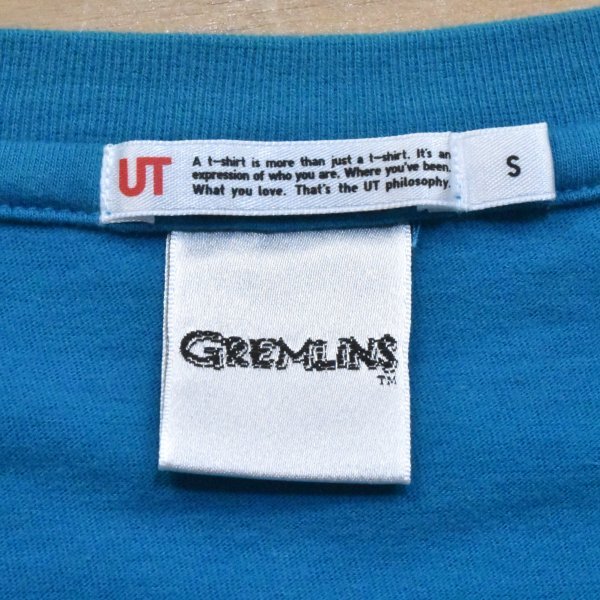 UT
A t-shirt is more than just a t-shirt. It's an
expression of who you are. Where you've been.
What you love. That's the UT philosophy.
S
GREMLINS
TM